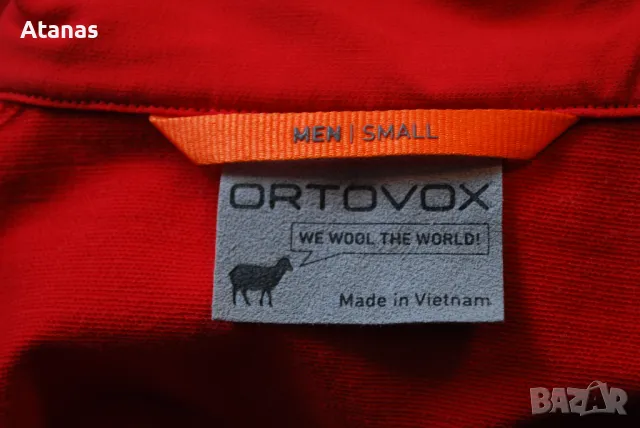 Atanas
MEN | SMALL
ORTOVOX
WE WOOL THE WORLD!
Made in Vietnam
BAZAR